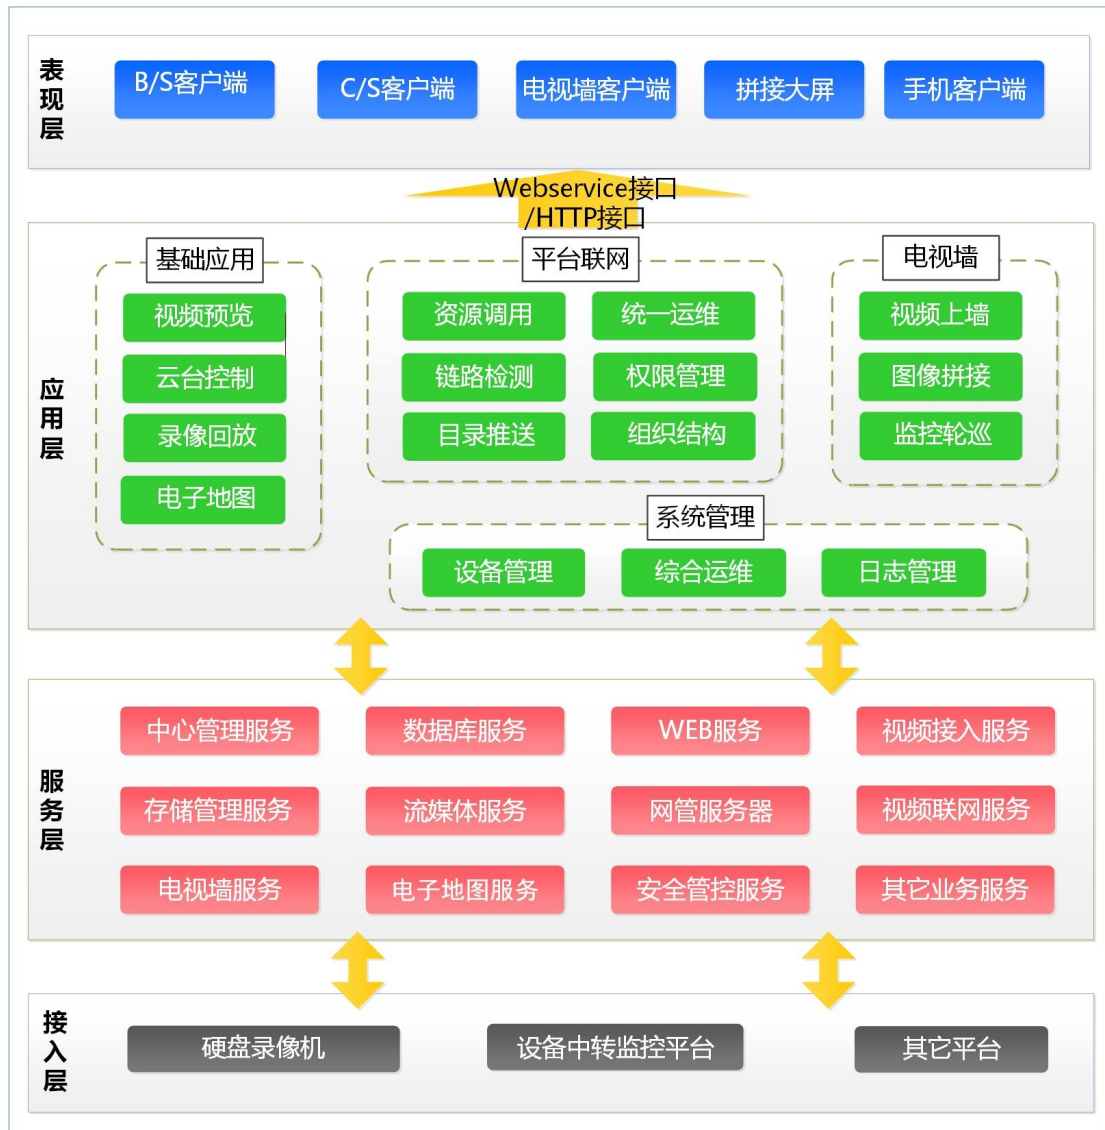 表现层
B/S客户端
C/S客户端
电视墙客户端
拼接大屏
手机客户端
Webservice接口
/HTTP接口
应用层
基础应用
视频预览
云台控制
录像回放
电子地图
平台联网
资源调用
统一运维
链路检测
权限管理
目录推送
组织结构
电视墙
视频上墙
图像拼接
监控轮巡
系统管理
设备管理
综合运维
日志管理
服务层
中心管理服务
数据库服务
WEB服务
视频接入服务
存储管理服务
流媒体服务
网管服务器
视频联网服务
电视墙服务
电子地图服务
安全管控服务
其它业务服务
接入层
硬盘录像机
设备中转监控平台
其它平台